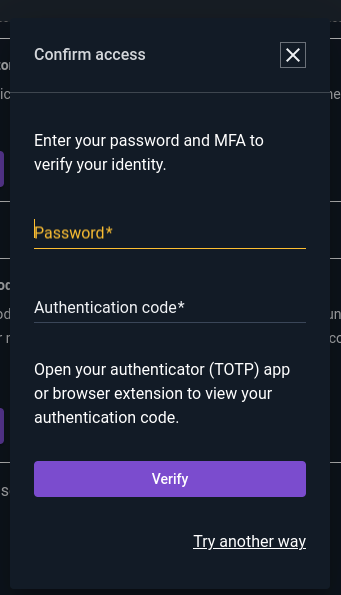 Confirm access
Enter your password and MFA to
verify your identity.
Password*
Authentication code*
Open your authenticator (TOTP) app
or browser extension to view your
authentication code.
Verify
Try another way